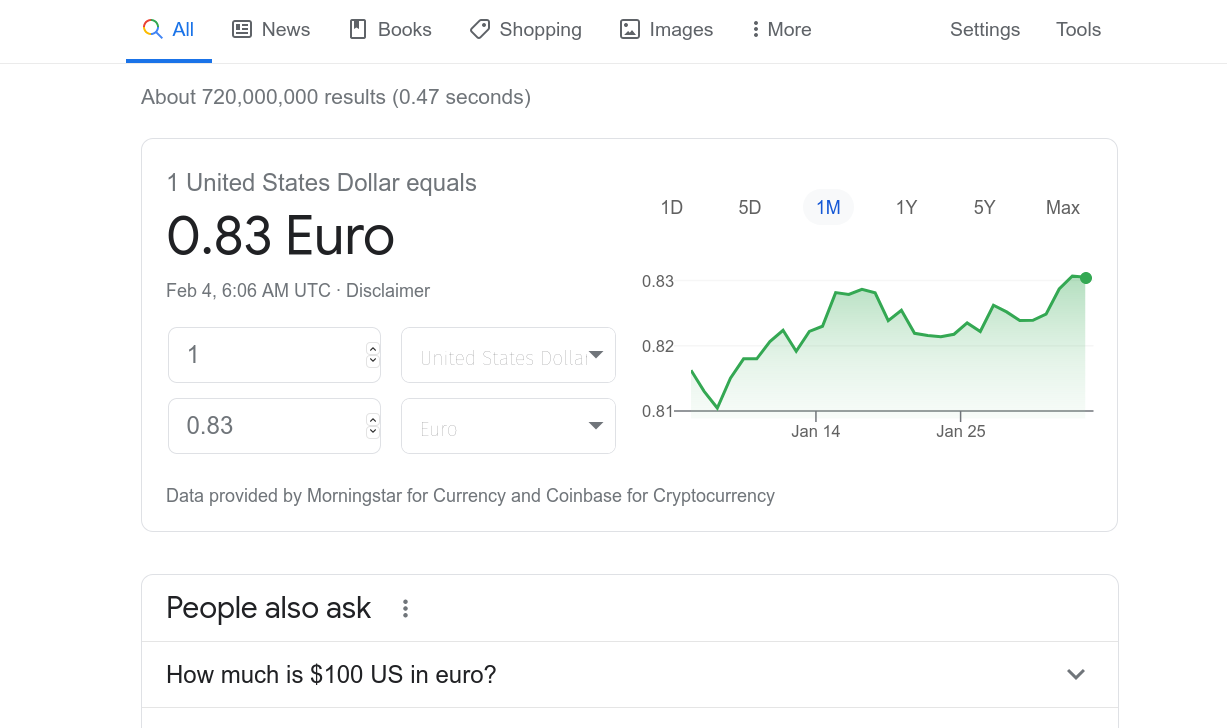 All News Books Shopping Images More Settings Tools
About 720,000,000 results (0.47 seconds)
1 United States Dollar equals
0.83 Euro
Feb 4, 6:06 AM UTC · Disclaimer
1 United States Dollar
0.83 Euro
1D 5D 1M 1Y 5Y Max
0.83
0.82
0.81
Jan 14 Jan 25
Data provided by Morningstar for Currency and Coinbase for Cryptocurrency
People also ask
How much is $100 US in euro?